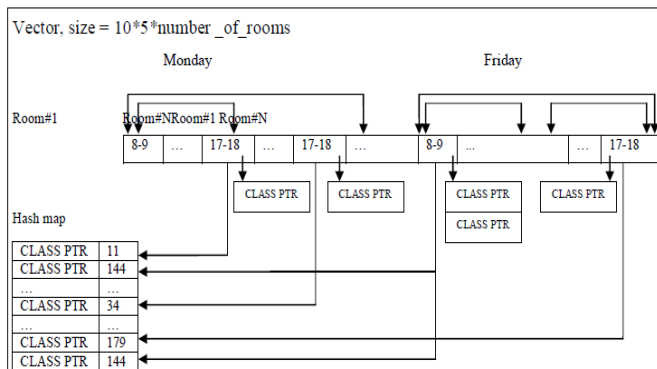 Vector, size = 10*5*number _of_rooms
Monday Friday
Room#1 Room#NRoom#1 Room#N
8-9 … 17-18 … 17-18 … 8-9 ... … 17-18
CLASS PTR CLASS PTR CLASS PTR CLASS PTR
CLASS PTR
Hash map
CLASS PTR 11
CLASS PTR 144
… …
CLASS PTR 34
… …
CLASS PTR 179
CLASS PTR 144